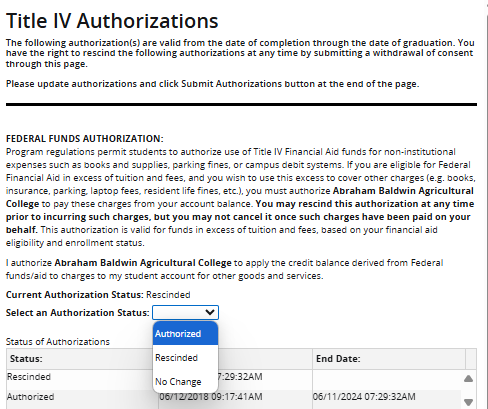 Title IV Authorizations
The following authorization(s) are valid from the date of completion through the date of graduation. You
have the right to rescind the following authorizations at any time by submitting a withdrawal of consent
through this page.
Please update authorizations and click Submit Authorizations button at the end of the page.
FEDERAL FUNDS AUTHORIZATION:
Program regulations permit students to authorize use of Title IV Financial Aid funds for non-institutional
expenses such as books and supplies, parking fines, or campus debit systems. If you are eligible for Federal
Financial Aid in excess of tuition and fees, and you wish to use this excess to cover other charges (e.g. books,
insurance, parking, laptop fees, resident life fines, etc.), you must authorize Abraham Baldwin Agricultural
College to pay these charges from your account balance. You may rescind this authorization at any time
prior to incurring such charges, but you may not cancel it once such charges have been paid on your
behalf. This authorization is valid for funds in excess of tuition and fees, based on your financial aid
eligibility and enrollment status.
I authorize Abraham Baldwin Agricultural College to apply the credit balance derived from Federal
funds/aid to charges to my student account for other goods and services.
Current Authorization Status: Rescinded
Select an Authorization Status:
Authorized
Rescinded
No Change
Status of Authorizations
Status: End Date:
Rescinded 7:29:32AM
Authorized 06/12/2018 09:17:41AM 06/11/2024 07:29:32AM